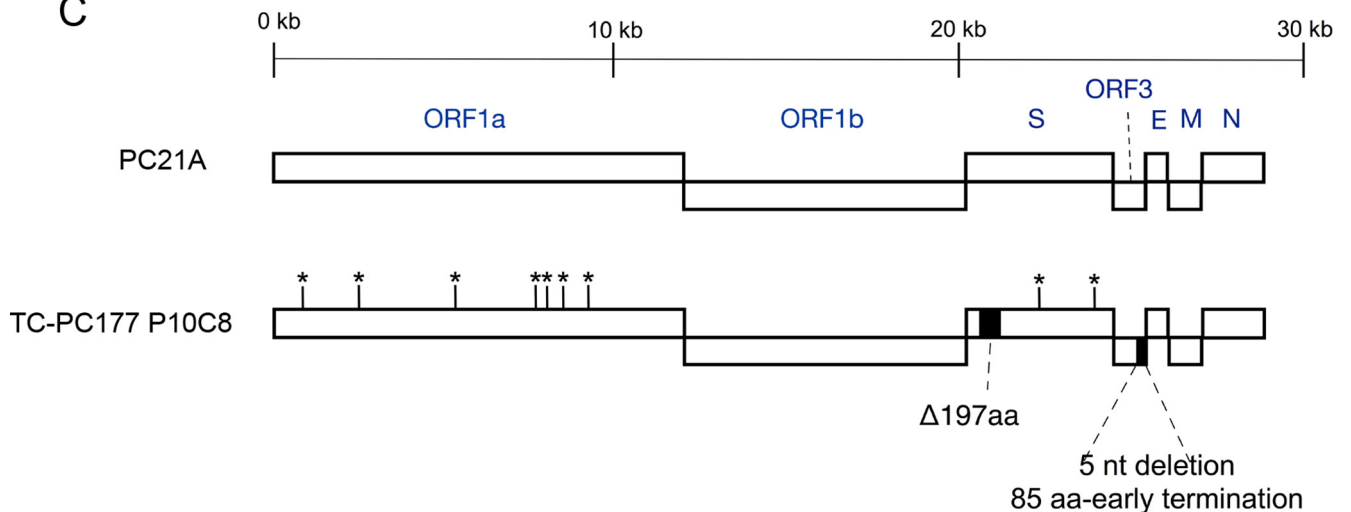 C
0 kb 10 kb 20 kb 30 kb
ORF3
ORF1a ORF1b S E M N
PC21A
* * * ** * * * *
TC-PC177 P10C8
Δ197aa
5 nt deletion
85 aa-early termination